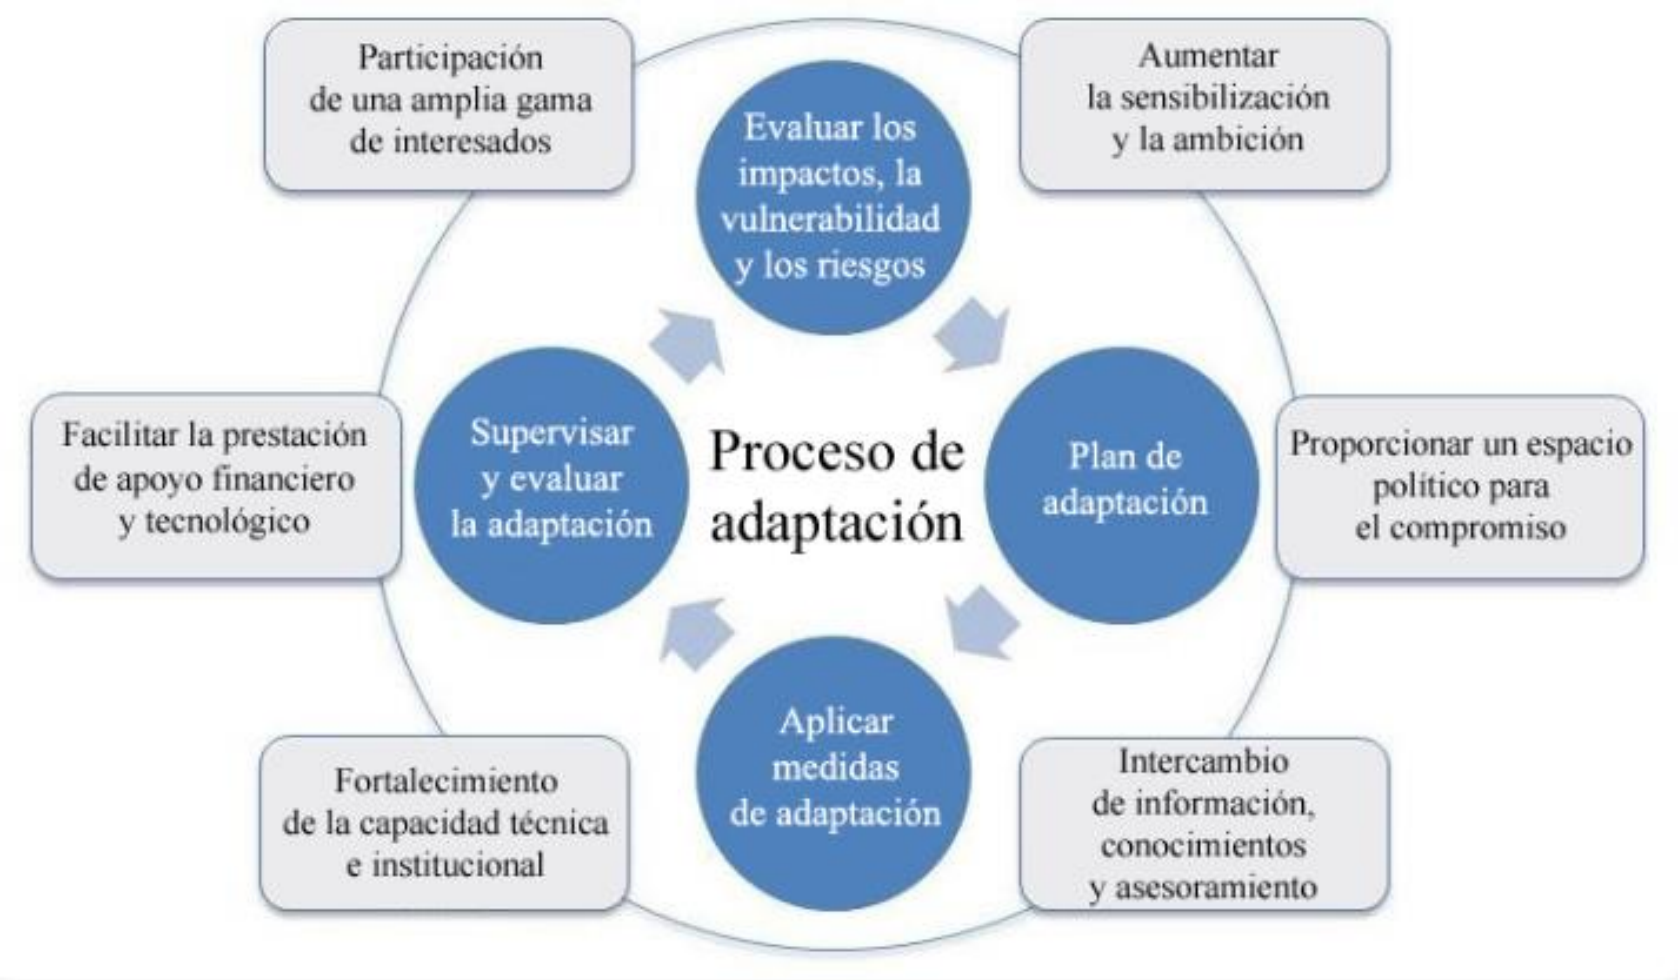 Participación
de una amplia gama
de interesados
Aumentar
la sensibilización
y la ambición
Evaluar los
impactos, la
vulnerabilidad
y los riesgos
Facilitar la prestación
de apoyo financiero
y tecnológico
Supervisar
y evaluar
la adaptación
Proceso de
adaptación
Plan de
adaptación
Proporcionar un espacio
político para
el compromiso
Fortalecimiento
de la capacidad técnica
e institucional
Aplicar
medidas
de adaptación
Intercambio
de información,
conocimientos
y asesoramiento